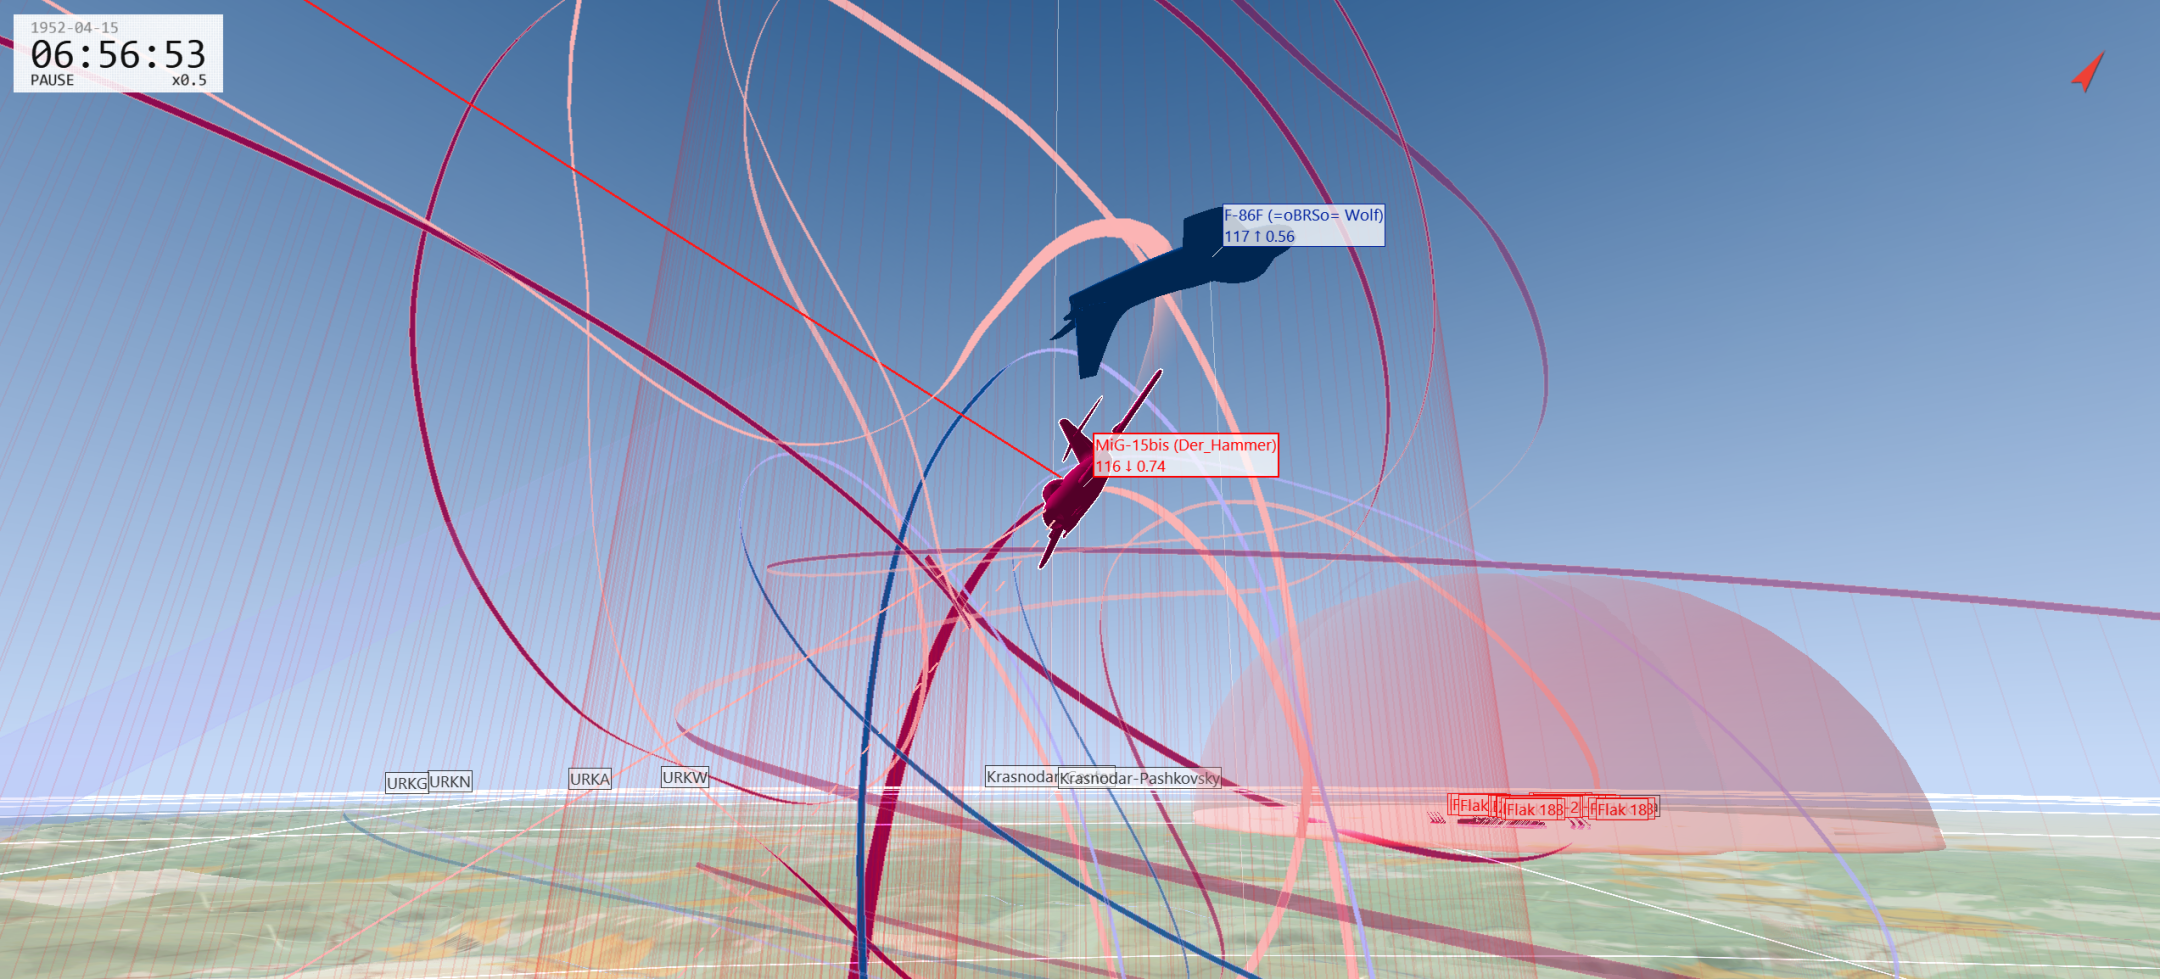 1952-04-15
06:56:53
PAUSE x0.5
F-86F (=oBRSo= Wolf)
117 ↑ 0.56
MiG-15bis (Der_Hammer)
116 ↓ 0.74
URKG
URKN
URKA
URKW
Krasnodar
Krasnodar-Pashkovsky
Flak
Flak 18
Flak 18